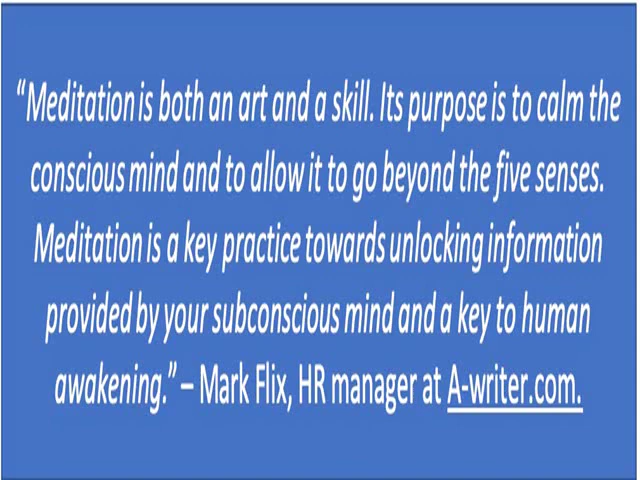 “Meditation is both an art and a skill. Its purpose is to calm the
conscious mind and to allow it to go beyond the five senses.
Meditation is a key practice towards unlocking information
provided by your subconscious mind and a key to human
awakening.” – Mark Flix, HR manager at A-writer.com.